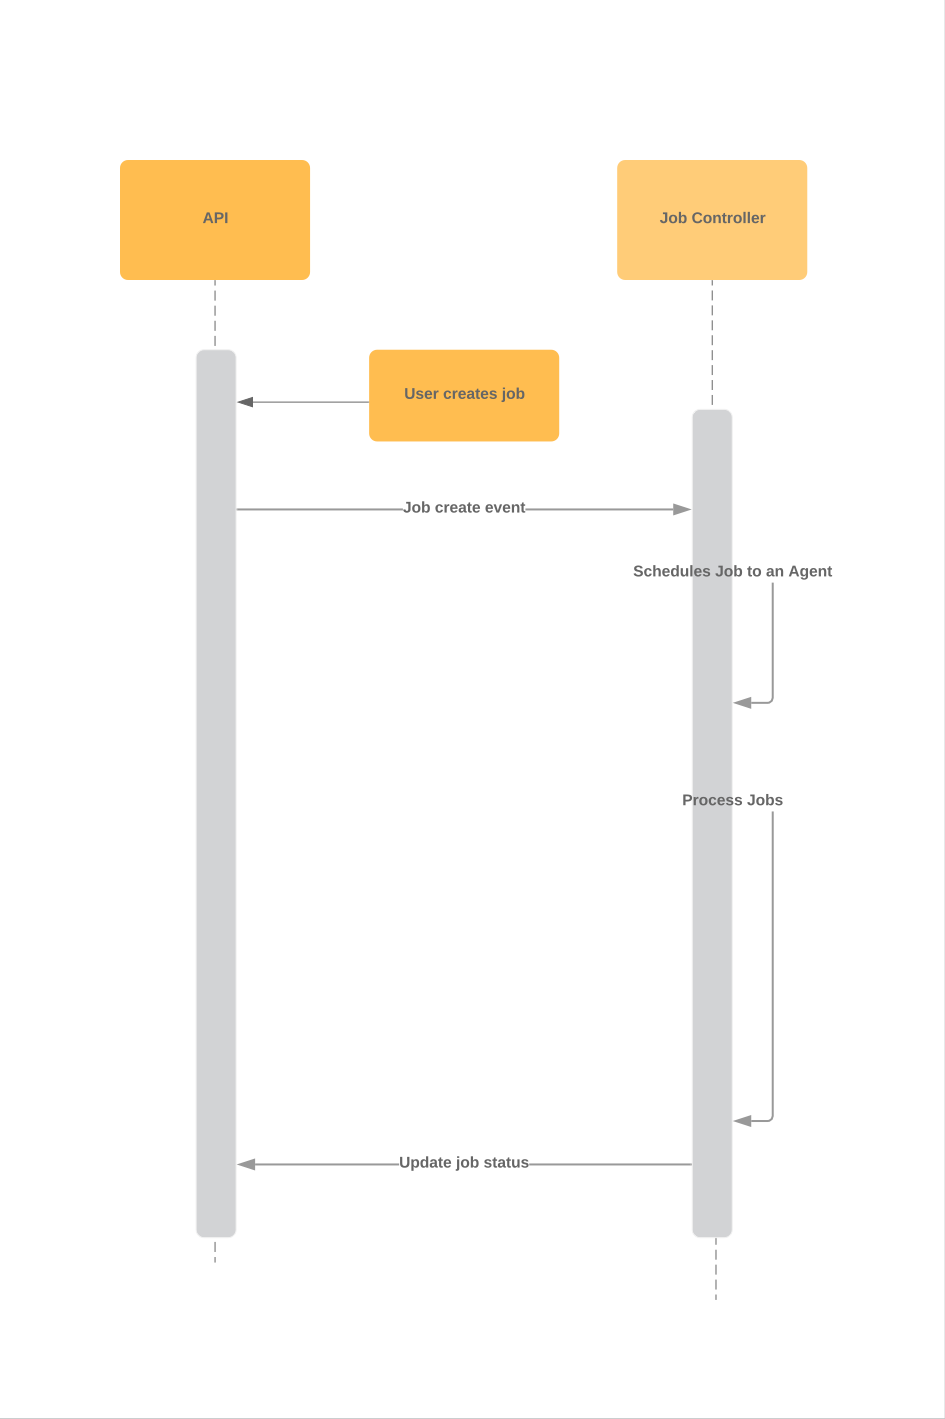 API
Job Controller
User creates job
Job create event
Schedules Job to an Agent
Process Jobs
Update job status